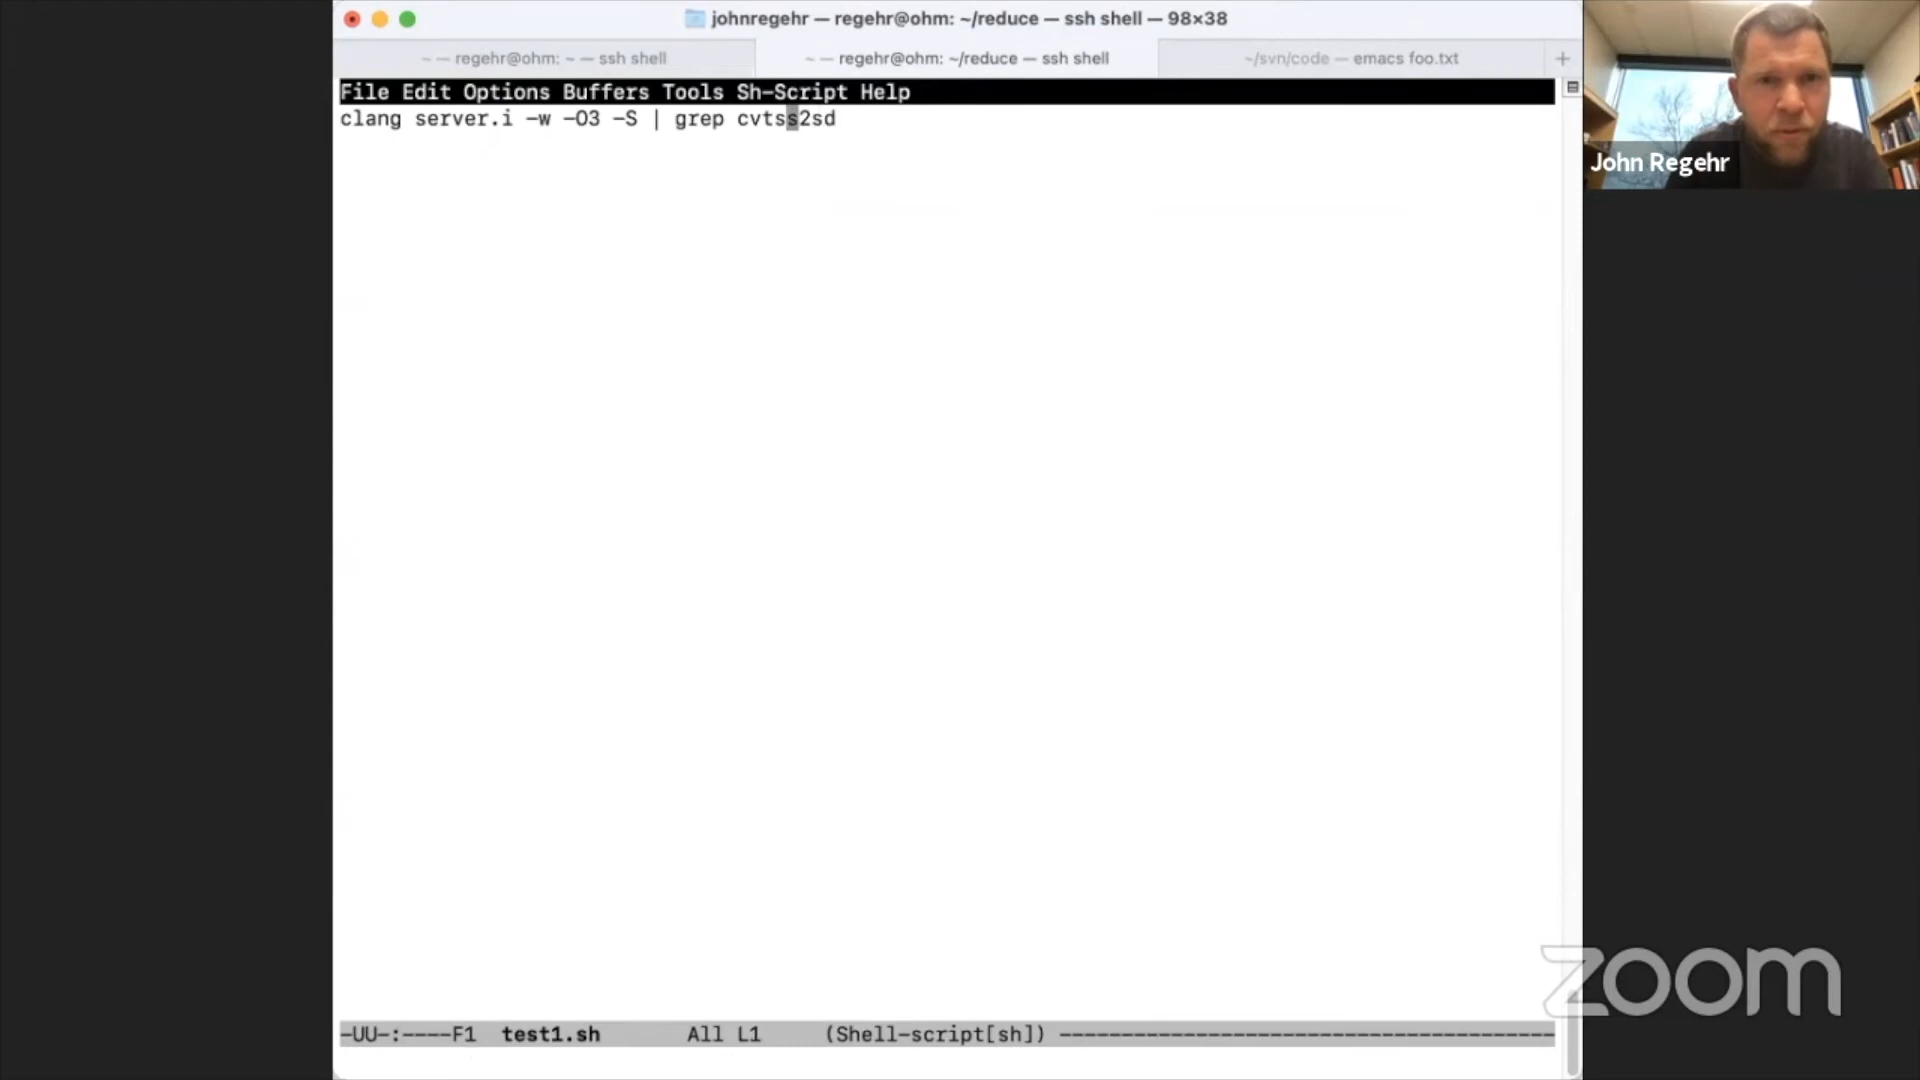 johnregehr — regehr@ohm: ~/reduce — ssh shell — 98×38
~ — regehr@ohm: ~ — ssh shell
~ — regehr@ohm: ~/reduce — ssh shell
~/svn/code — emacs foo.txt
+
File Edit Options Buffers Tools Sh-Script Help
clang server.i -w -O3 -S | grep cvtss2sd
John Regehr
-UU-:----F1 test1.sh All L1 (Shell-script[sh]) ----------------------------------------
zoom